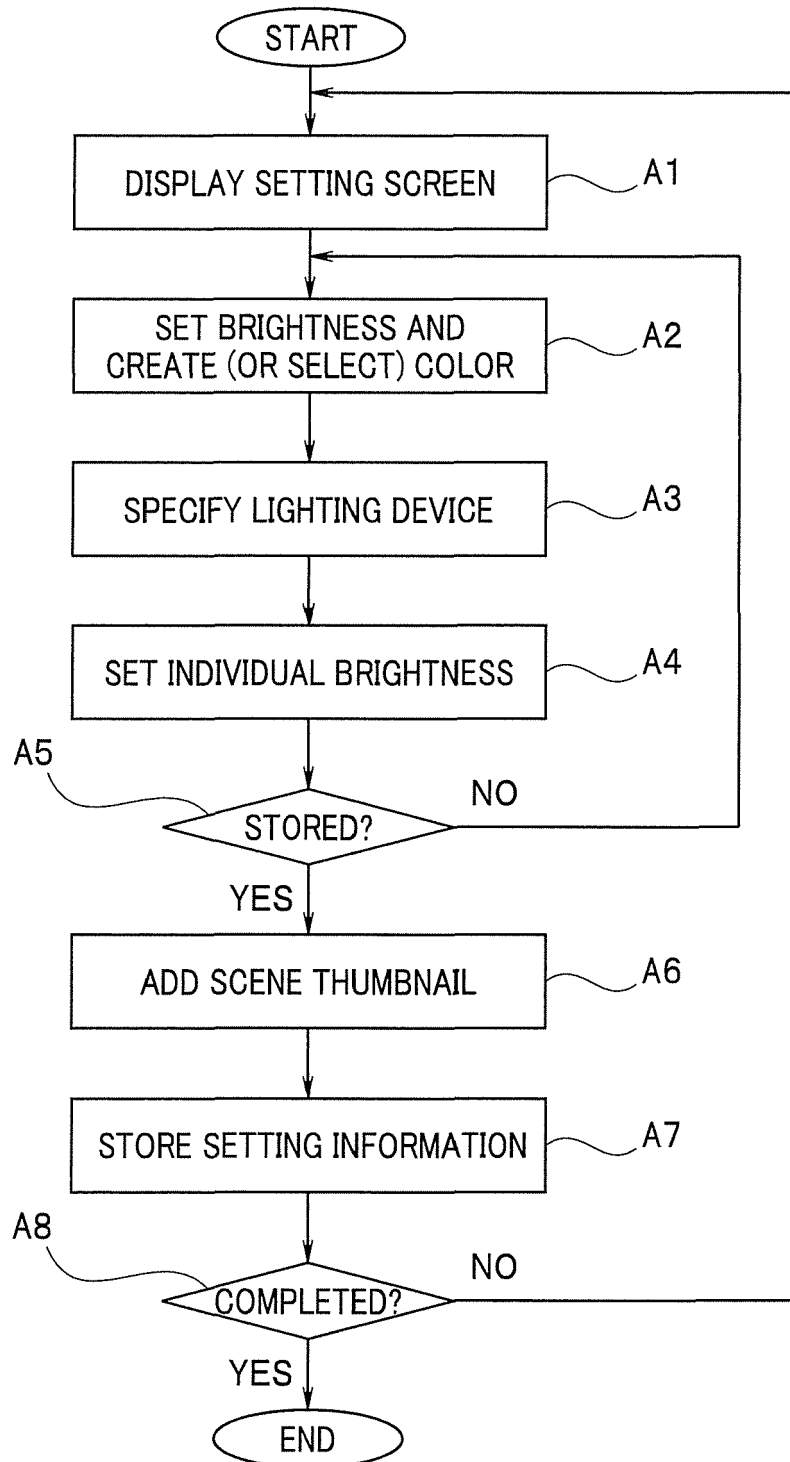 START
DISPLAY SETTING SCREEN
A1
SET BRIGHTNESS AND
CREATE (OR SELECT) COLOR
A2
SPECIFY LIGHTING DEVICE
A3
SET INDIVIDUAL BRIGHTNESS
A4
A5
STORED?
NO
YES
ADD SCENE THUMBNAIL
A6
STORE SETTING INFORMATION
A7
A8
COMPLETED?
NO
YES
END